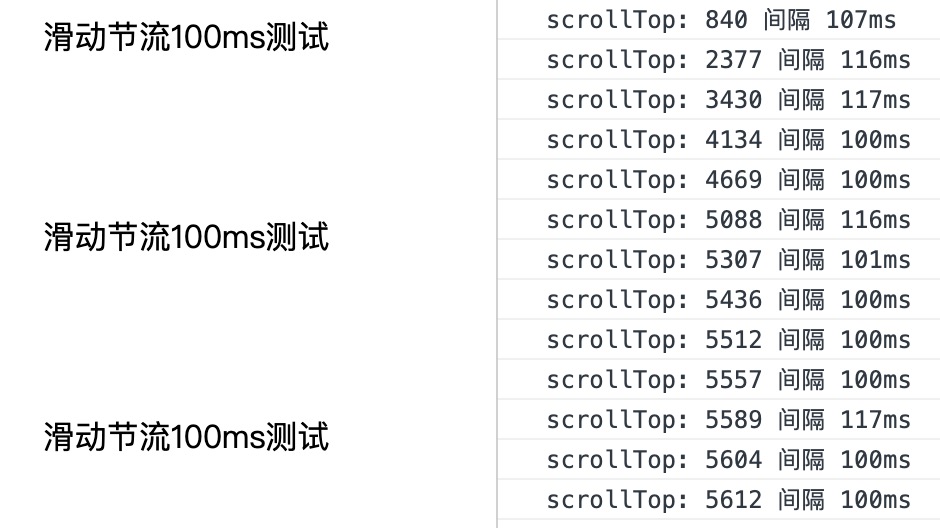 滑动节流100ms测试
滑动节流100ms测试
滑动节流100ms测试
scrollTop: 840 间隔 107ms
scrollTop: 2377 间隔 116ms
scrollTop: 3430 间隔 117ms
scrollTop: 4134 间隔 100ms
scrollTop: 4669 间隔 100ms
scrollTop: 5088 间隔 116ms
scrollTop: 5307 间隔 101ms
scrollTop: 5436 间隔 100ms
scrollTop: 5512 间隔 100ms
scrollTop: 5557 间隔 100ms
scrollTop: 5589 间隔 117ms
scrollTop: 5604 间隔 100ms
scrollTop: 5612 间隔 100ms